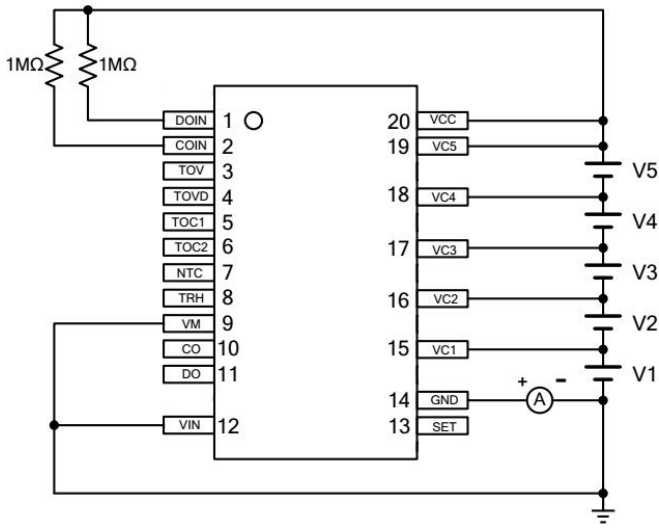 1MΩ 1MΩ
DOIN 1 20 VCC
COIN 2 19 VC5
TOV 3
V5
TOVD 4 18 VC4
TOC1 5
V4
TOC2 6 17 VC3
NTC 7
V3
TRH 8 16 VC2
VM 9
V2
CO 10 15 VC1
DO 11
V1
+ -
14 GND A
VIN 12 13 SET